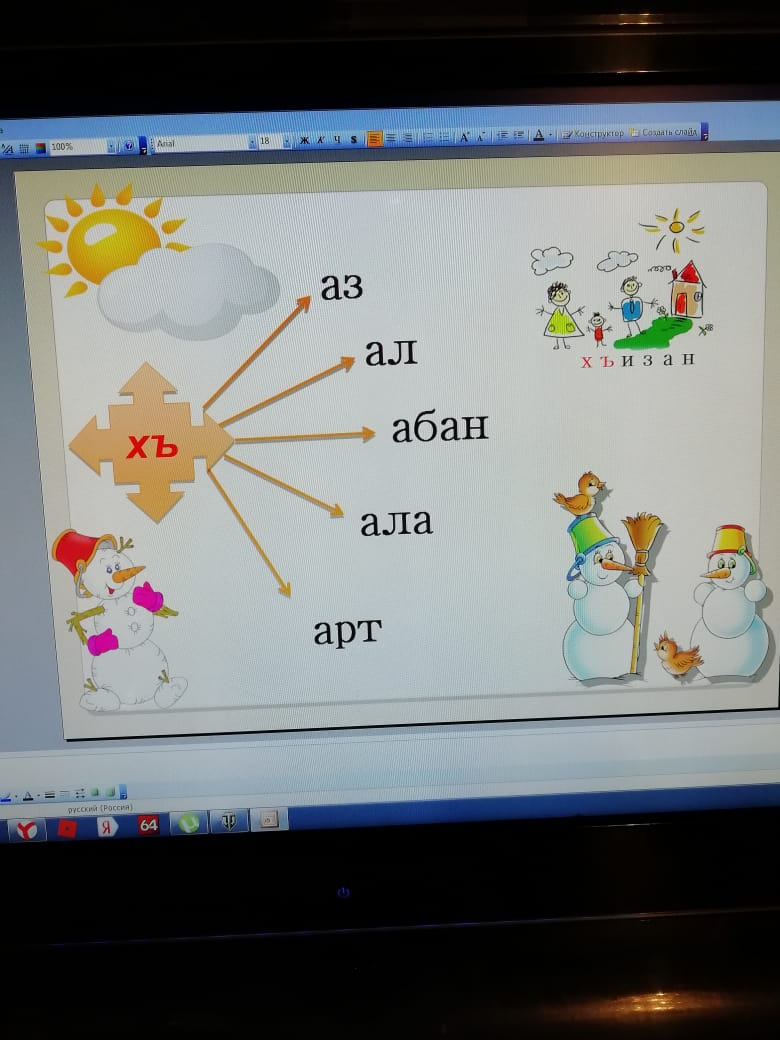 100%
Arial
18
Ж К Ч S
А
Конструктор
Создать слайд
аз
ал
хъизан
абан
хъ
ала
арт
русский (Россия)
Я
64